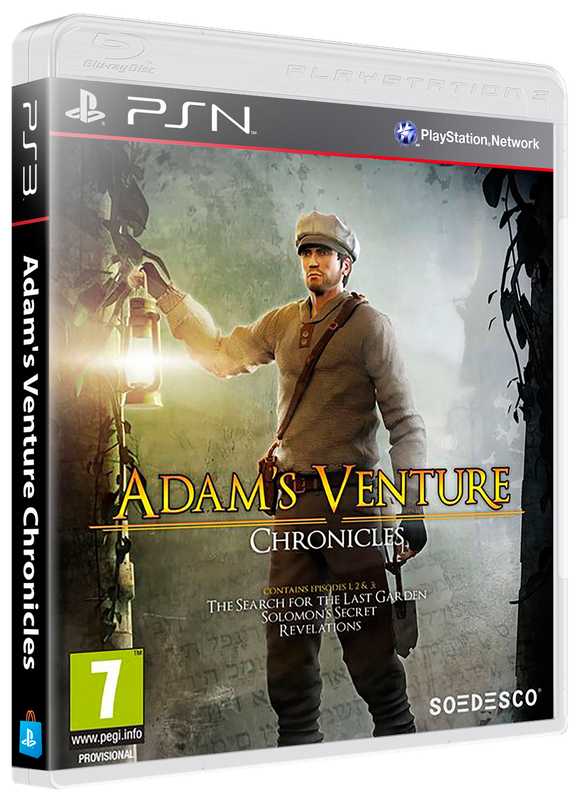 Blu-ray Disc
PLAYSTATION 3
PS3
PSN
PlayStation®Network
Adam's Venture Chronicles
ADAM'S VENTURE
CHRONICLES
CONTAINS EPISODES 1, 2 & 3:
THE SEARCH FOR THE LAST GARDEN
SOLOMON'S SECRET
REVELATIONS
7
www.pegi.info
PROVISIONAL
SOEDESCO®